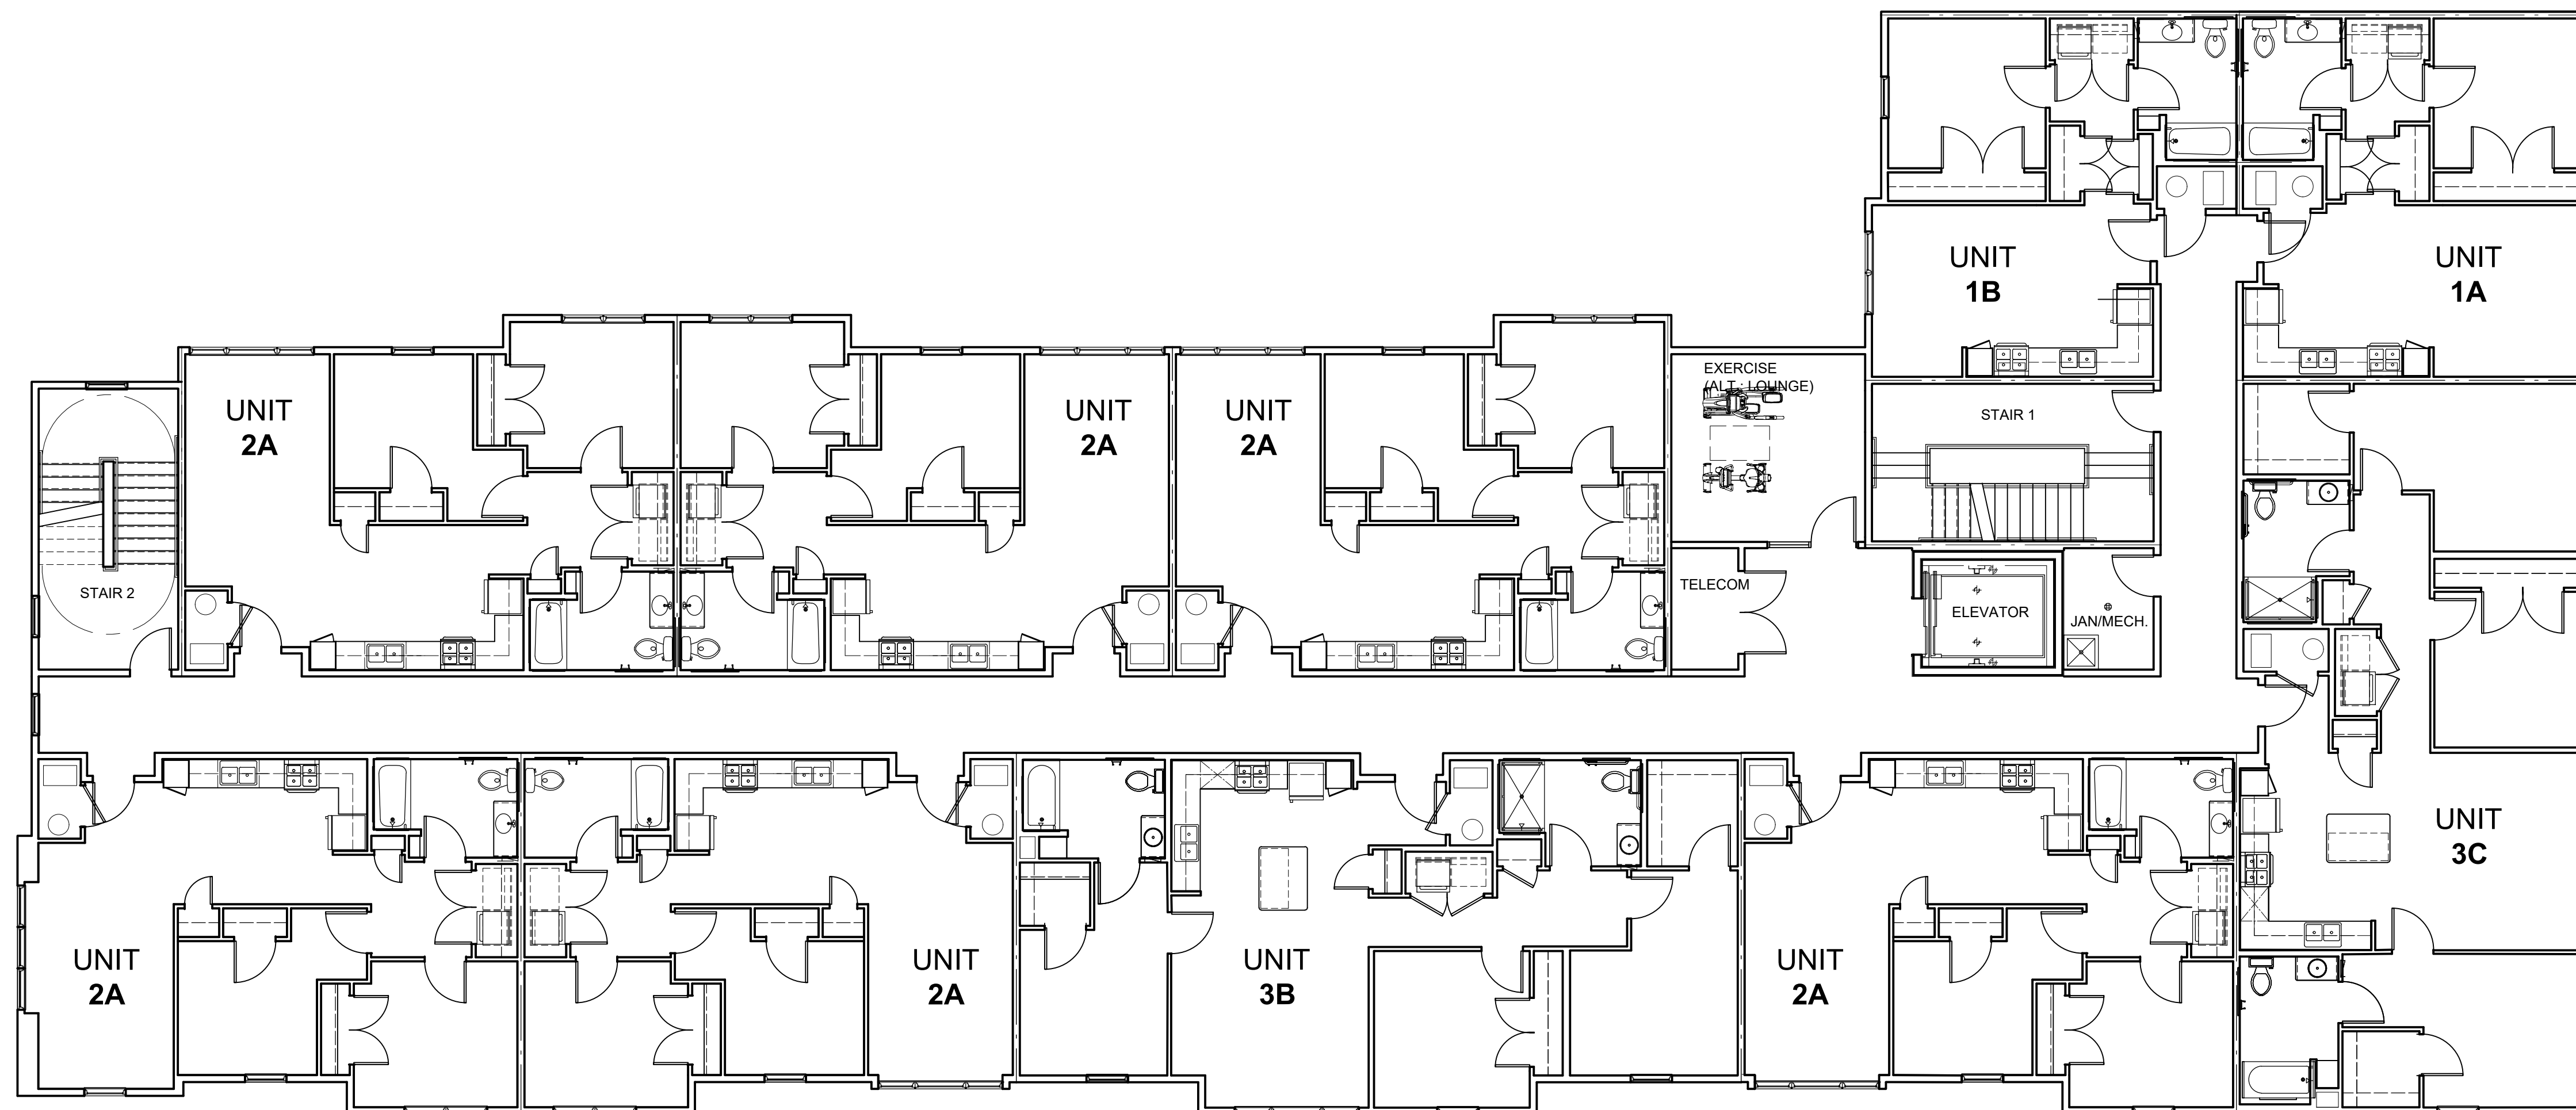 UNIT
1B
UNIT
1A
EXERCISE
(ALT.: LOUNGE)
UNIT
2A
UNIT
2A
UNIT
2A
STAIR 1
STAIR 2
TELECOM
ELEVATOR
JAN/MECH.
UNIT
3C
UNIT
2A
UNIT
2A
UNIT
3B
UNIT
2A